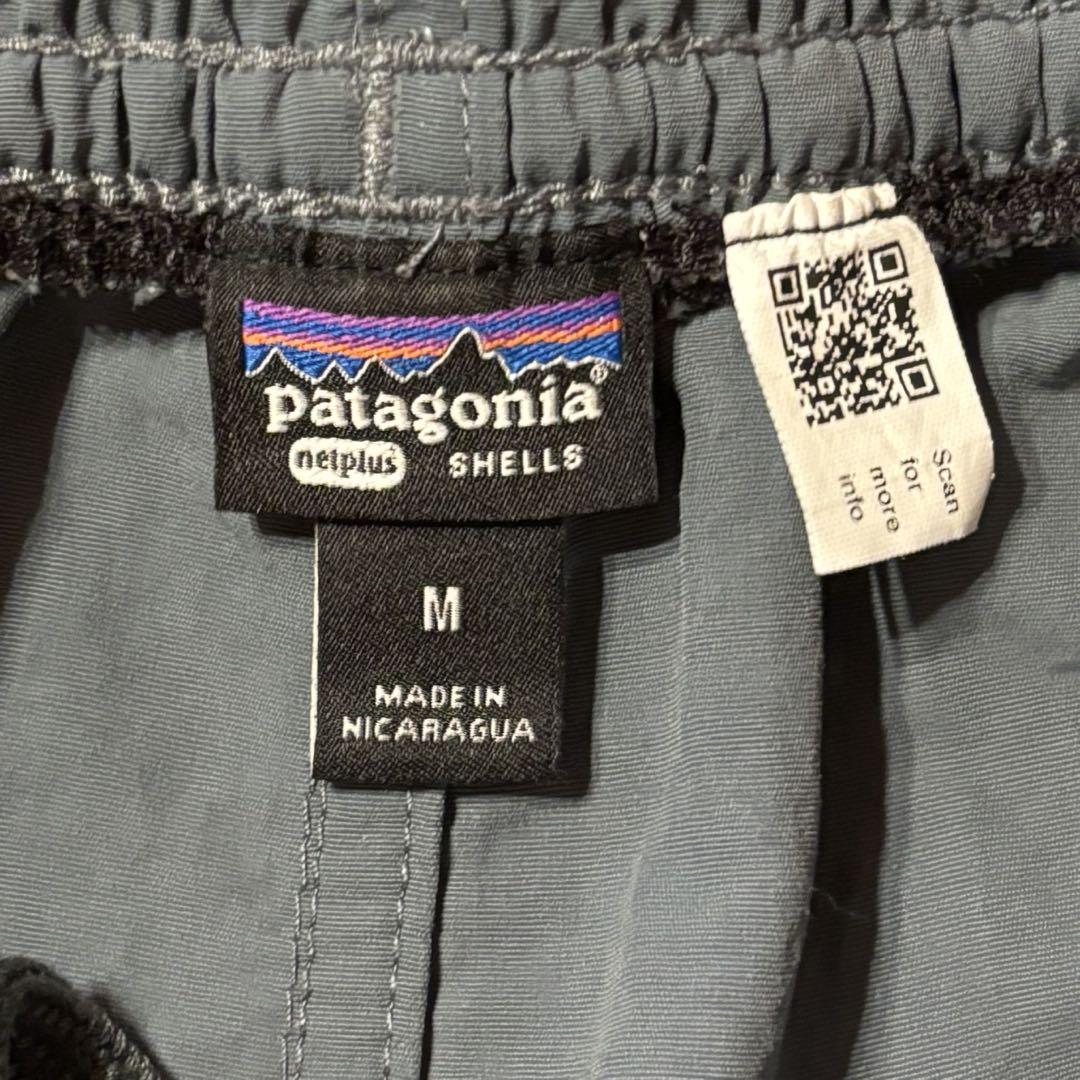 patagonia®
netplus SHELLS
M
MADE IN
NICARAGUA
Scan
for
more
info